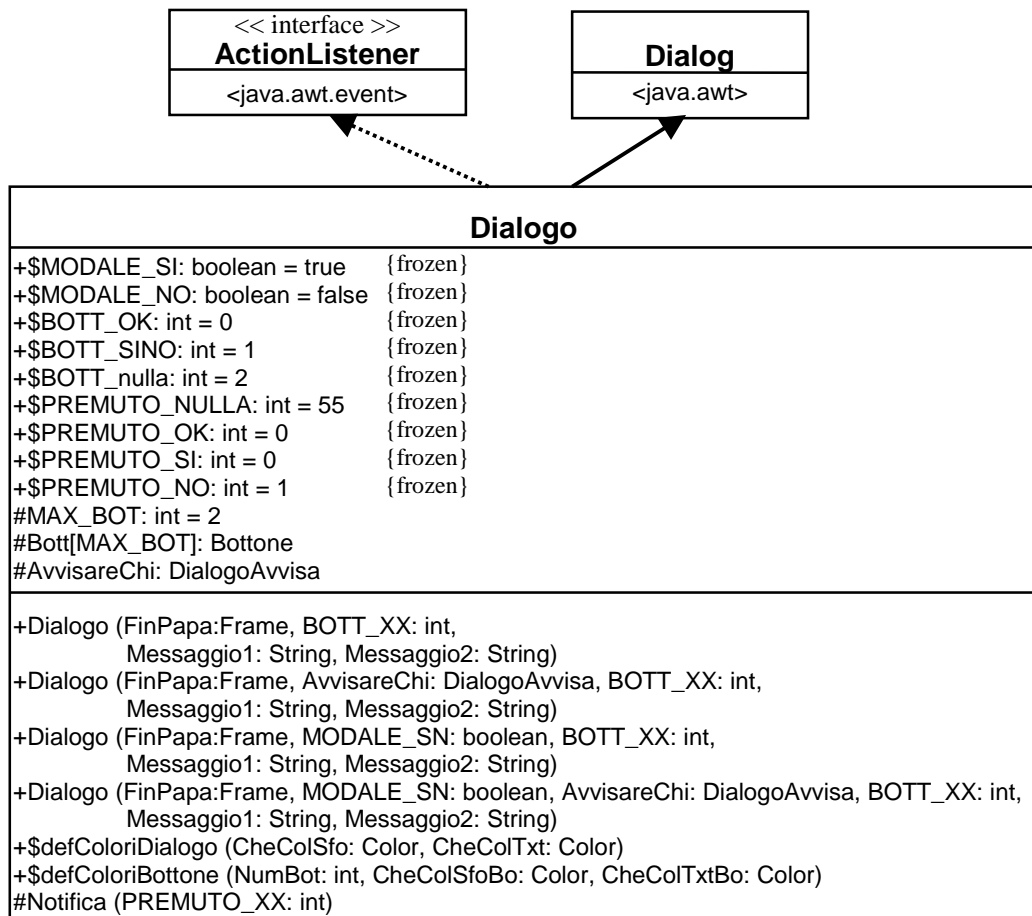 << interface >>
ActionListener
<java.awt.event>
Dialog
<java.awt>
Dialogo
+$MODALE_SI: boolean = true {frozen}
+$MODALE_NO: boolean = false {frozen}
+$BOTT_OK: int = 0 {frozen}
+$BOTT_SINO: int = 1 {frozen}
+$BOTT_nulla: int = 2 {frozen}
+$PREMUTO_NULLA: int = 55 {frozen}
+$PREMUTO_OK: int = 0 {frozen}
+$PREMUTO_SI: int = 0 {frozen}
+$PREMUTO_NO: int = 1 {frozen}
#MAX_BOT: int = 2
#Bott[MAX_BOT]: Bottone
#AvvisareChi: DialogoAvvisa
+Dialogo (FinPapa:Frame, BOTT_XX: int,
Messaggio1: String, Messaggio2: String)
+Dialogo (FinPapa:Frame, AvvisareChi: DialogoAvvisa, BOTT_XX: int,
Messaggio1: String, Messaggio2: String)
+Dialogo (FinPapa:Frame, MODALE_SN: boolean, BOTT_XX: int,
Messaggio1: String, Messaggio2: String)
+Dialogo (FinPapa:Frame, MODALE_SN: boolean, AvvisareChi: DialogoAvvisa, BOTT_XX: int,
Messaggio1: String, Messaggio2: String)
+$defColoriDialogo (CheColSfo: Color, CheColTxt: Color)
+$defColoriBottone (NumBot: int, CheColSfoBo: Color, CheColTxtBo: Color)
#Notifica (PREMUTO_XX: int)